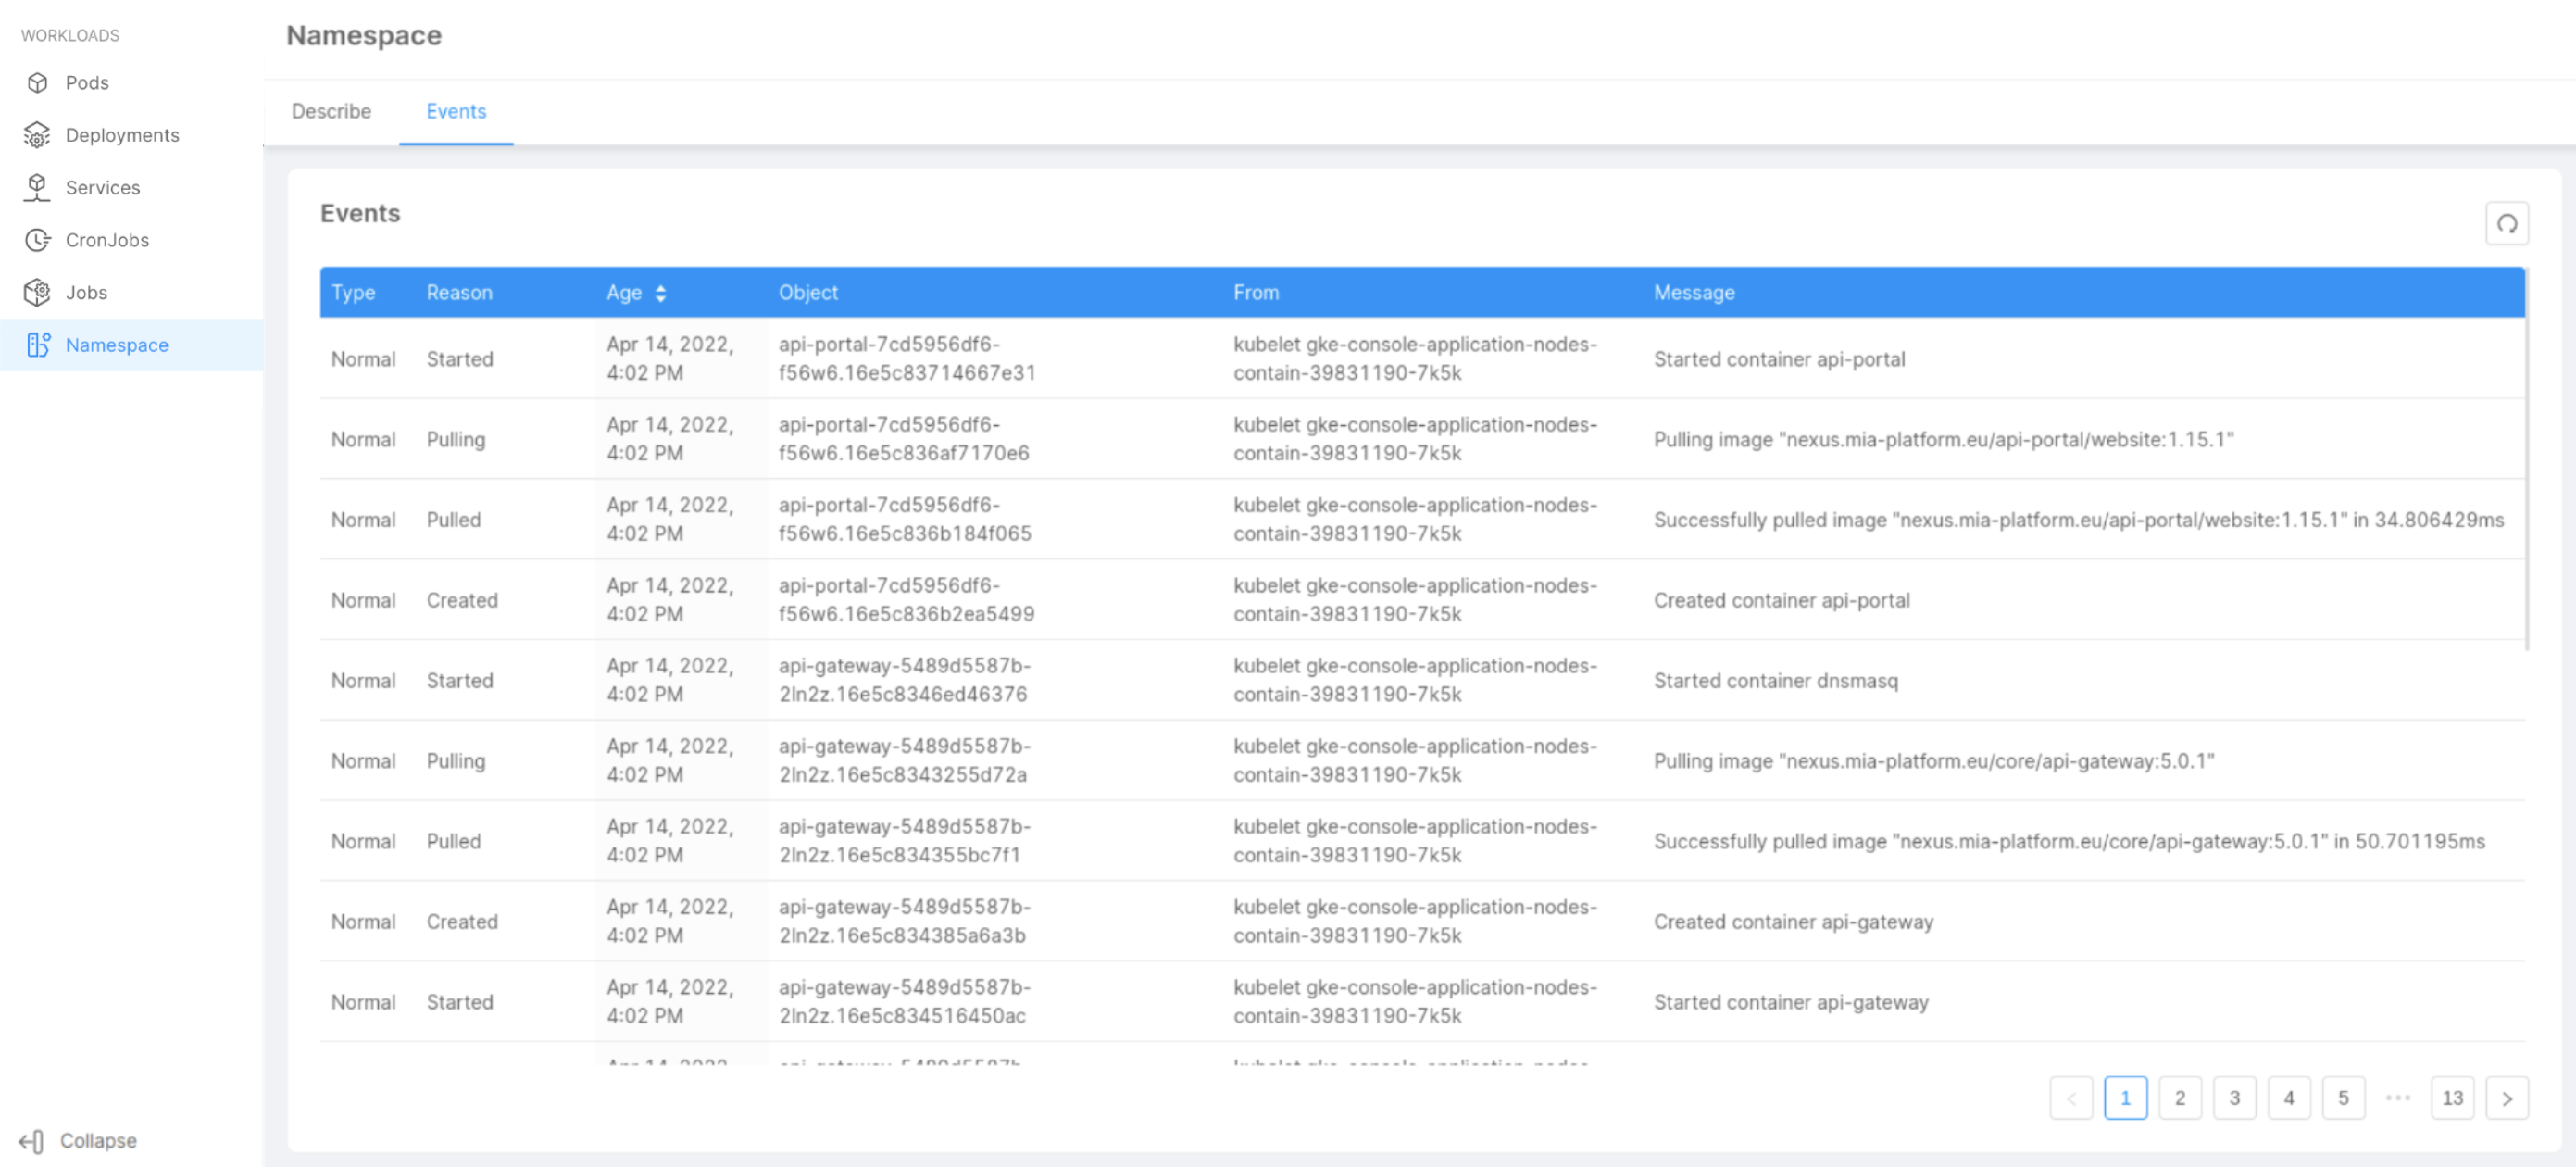 WORKLOADS
Pods
Deployments
Services
CronJobs
Jobs
Namespace
Collapse
Namespace
Describe Events
Events
Type Reason Age Object From Message
Normal Started Apr 14, 2022, 4:02 PM api-portal-7cd5956df6-f56w6.16e5c83714667e31 kubelet gke-console-application-nodes-contain-39831190-7k5k Started container api-portal
Normal Pulling Apr 14, 2022, 4:02 PM api-portal-7cd5956df6-f56w6.16e5c836af7170e6 kubelet gke-console-application-nodes-contain-39831190-7k5k Pulling image "nexus.mia-platform.eu/api-portal/website:1.15.1"
Normal Pulled Apr 14, 2022, 4:02 PM api-portal-7cd5956df6-f56w6.16e5c836b184f065 kubelet gke-console-application-nodes-contain-39831190-7k5k Successfully pulled image "nexus.mia-platform.eu/api-portal/website:1.15.1" in 34.806429ms
Normal Created Apr 14, 2022, 4:02 PM api-portal-7cd5956df6-f56w6.16e5c836b2ea5499 kubelet gke-console-application-nodes-contain-39831190-7k5k Created container api-portal
Normal Started Apr 14, 2022, 4:02 PM api-gateway-5489d5587b-2ln2z.16e5c8346ed46376 kubelet gke-console-application-nodes-contain-39831190-7k5k Started container dnsmasq
Normal Pulling Apr 14, 2022, 4:02 PM api-gateway-5489d5587b-2ln2z.16e5c8343255d72a kubelet gke-console-application-nodes-contain-39831190-7k5k Pulling image "nexus.mia-platform.eu/core/api-gateway:5.0.1"
Normal Pulled Apr 14, 2022, 4:02 PM api-gateway-5489d5587b-2ln2z.16e5c834355bc7f1 kubelet gke-console-application-nodes-contain-39831190-7k5k Successfully pulled image "nexus.mia-platform.eu/core/api-gateway:5.0.1" in 50.701195ms
Normal Created Apr 14, 2022, 4:02 PM api-gateway-5489d5587b-2ln2z.16e5c834385a6a3b kubelet gke-console-application-nodes-contain-39831190-7k5k Created container api-gateway
Normal Started Apr 14, 2022, 4:02 PM api-gateway-5489d5587b-2ln2z.16e5c834516450ac kubelet gke-console-application-nodes-contain-39831190-7k5k Started container api-gateway
< 1 2 3 4 5 ••• 13 >